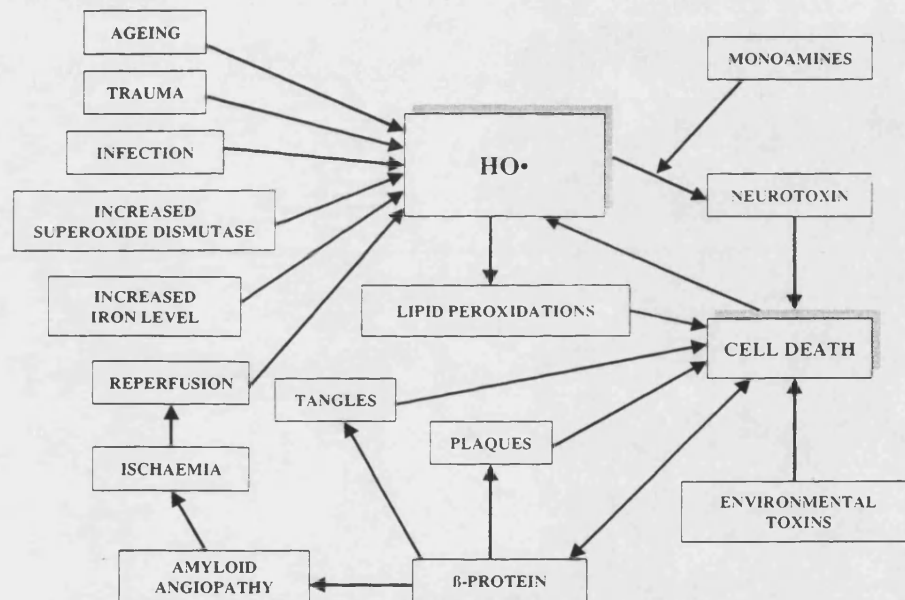 AGEING
MONOAMINES
TRAUMA
INFECTION
HO•
INCREASED
SUPEROXIDE DISMUTASE
NEUROTOXIN
INCREASED
IRON LEVEL
LIPID PEROXIDATIONS
CELL DEATH
REPERFUSION
TANGLES
PLAQUES
ISCHAEMIA
ENVIRONMENTAL
TOXINS
AMYLOID
ANGIOPATHY
ß-PROTEIN